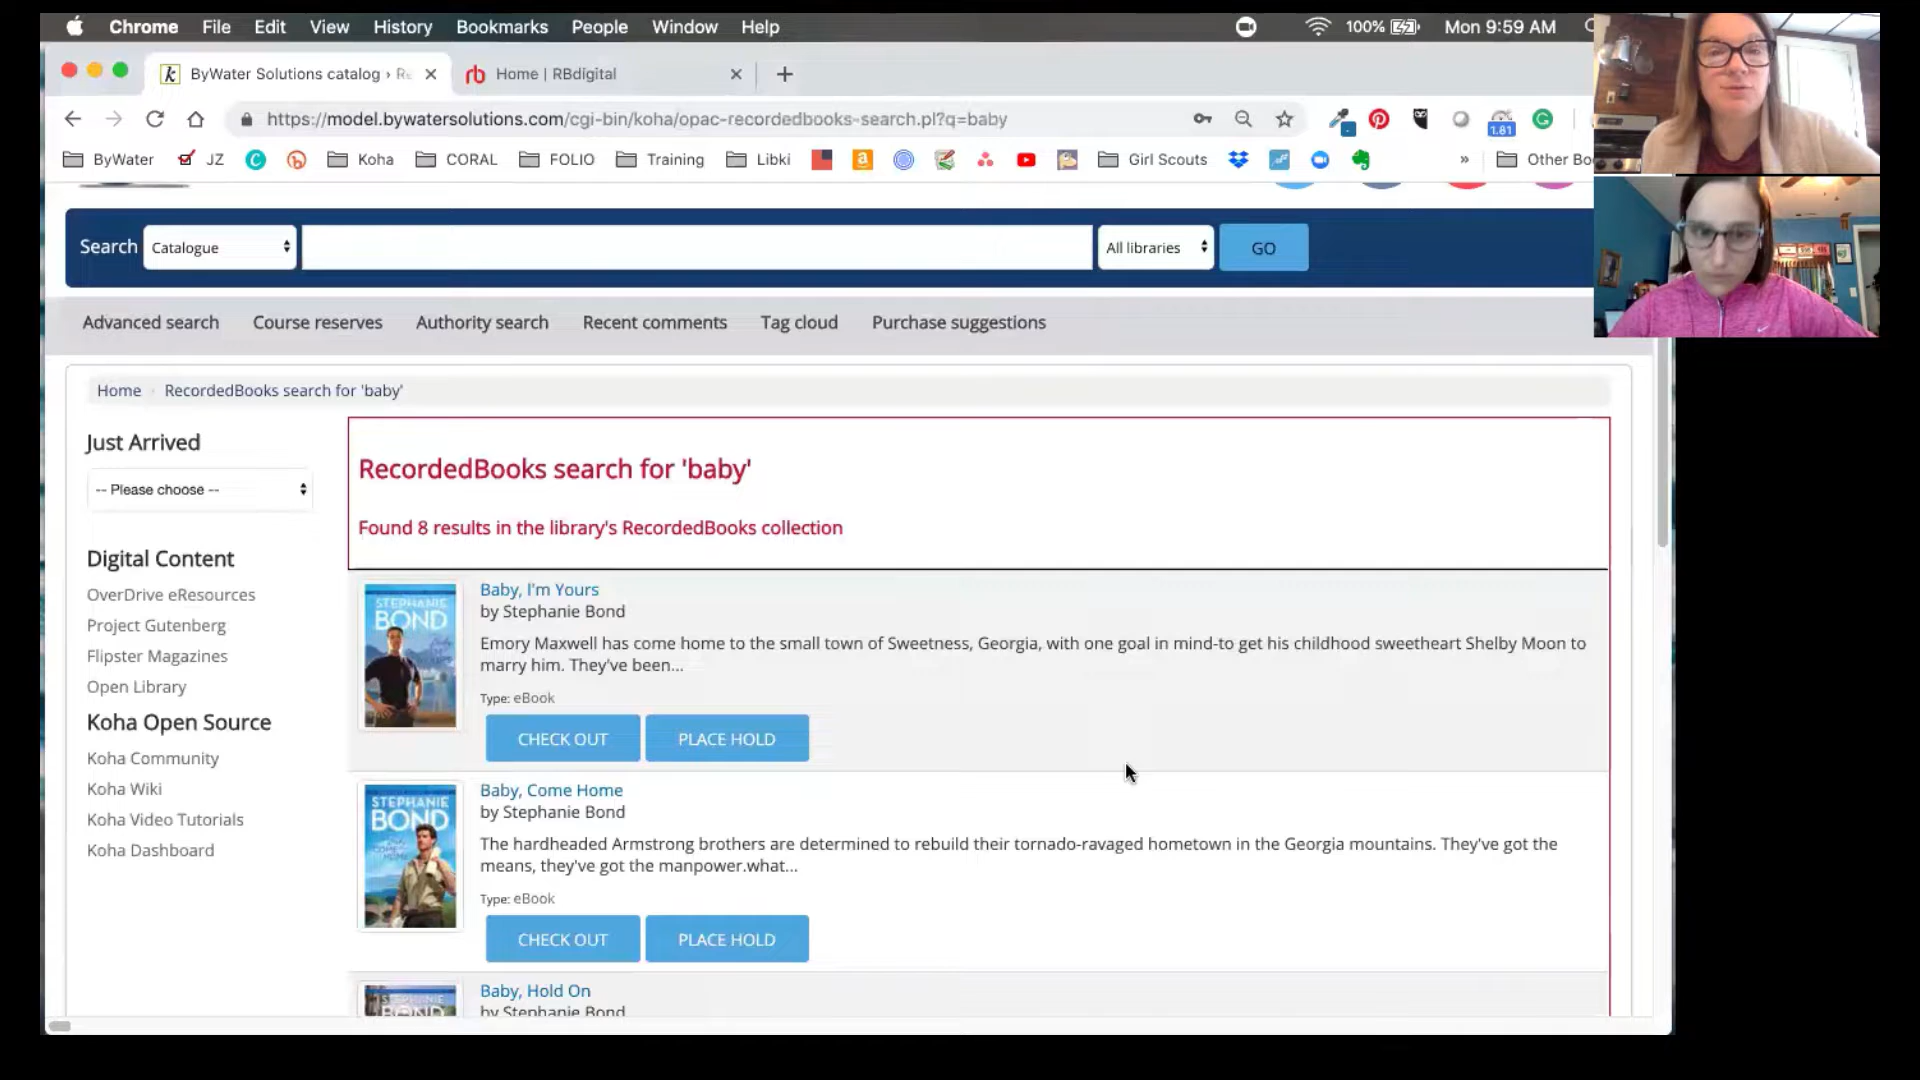 Chrome File Edit View History Bookmarks People Window Help 100% Mon 9:59 AM
ByWater Solutions catalog › Re Home | RBdigital
https://model.bywatersolutions.com/cgi-bin/koha/opac-recordedbooks-search.pl?q=baby 1.81
ByWater JZ Koha CORAL FOLIO Training Libki Girl Scouts » Other Bo
Search Catalogue All libraries GO
Advanced search Course reserves Authority search Recent comments Tag cloud Purchase suggestions
Home RecordedBooks search for 'baby'
Just Arrived
-- Please choose --
Digital Content
OverDrive eResources
Project Gutenberg
Flipster Magazines
Open Library
Koha Open Source
Koha Community
Koha Wiki
Koha Video Tutorials
Koha Dashboard
RecordedBooks search for 'baby'
Found 8 results in the library's RecordedBooks collection
STEPHANIE
BOND
Baby, I'm Yours
by Stephanie Bond
Emory Maxwell has come home to the small town of Sweetness, Georgia, with one goal in mind-to get his childhood sweetheart Shelby Moon to
marry him. They've been...
Type: eBook
CHECK OUT PLACE HOLD
STEPHANIE
BOND
Baby, Come Home
by Stephanie Bond
The hardheaded Armstrong brothers are determined to rebuild their tornado-ravaged hometown in the Georgia mountains. They've got the
means, they've got the manpower.what...
Type: eBook
CHECK OUT PLACE HOLD
STEPHANIE
BOND
Baby, Hold On
by Stephanie Bond